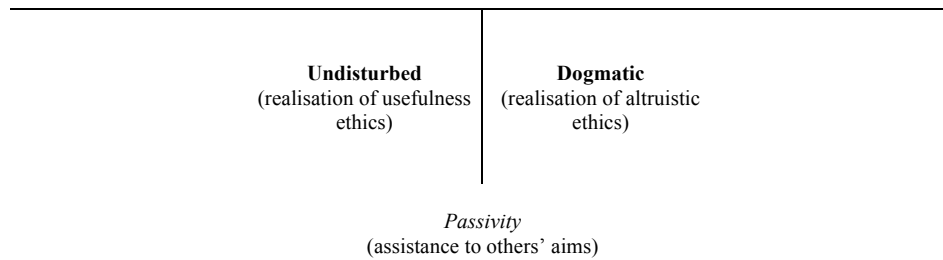 Undisturbed
(realisation of usefulness
ethics)
Dogmatic
(realisation of altruistic
ethics)
Passivity
(assistance to others’ aims)